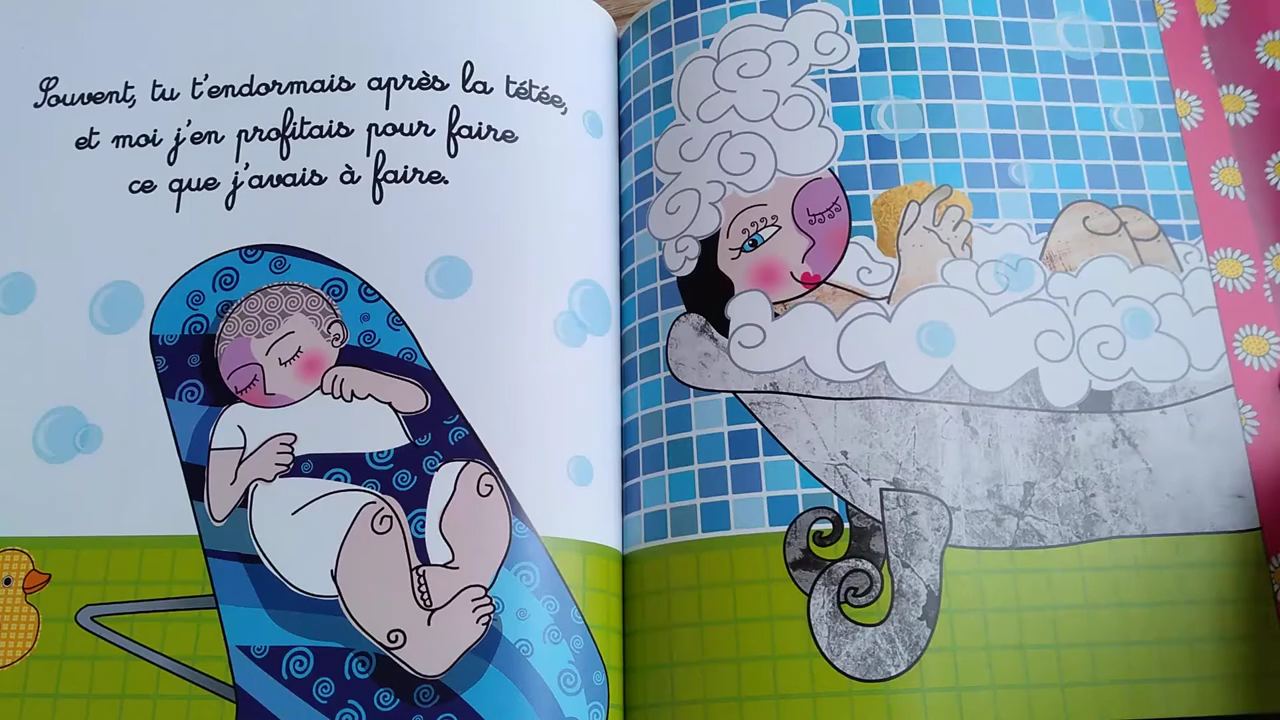 Souvent, tu t'endormais après la tétée,
et moi j'en profitais pour faire
ce que j'avais à faire.